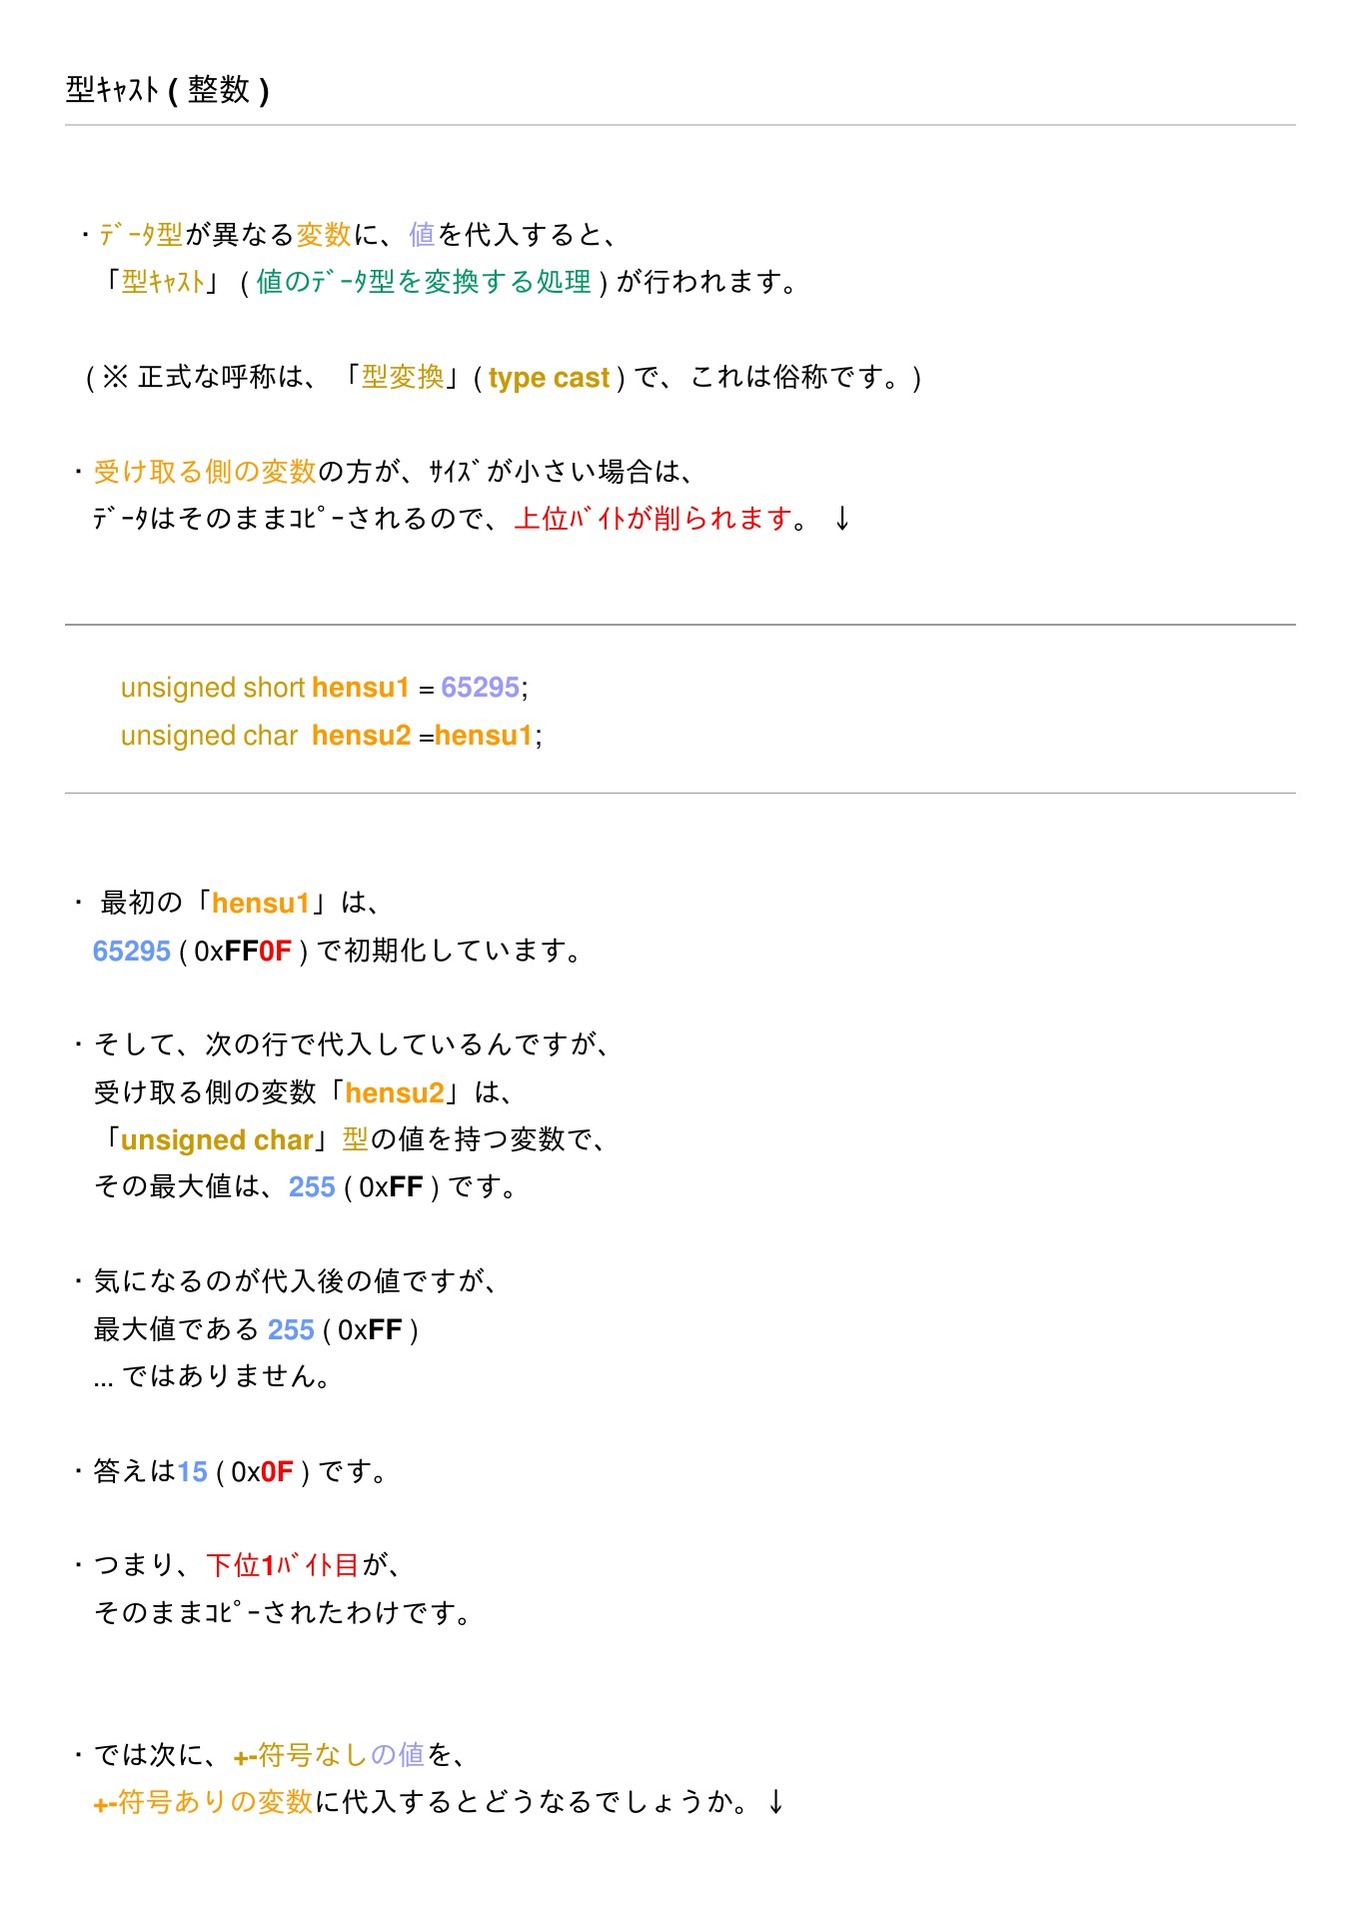 型ｷｬｽﾄ ( 整数 )
・ﾃﾞｰﾀ型が異なる変数に、値を代入すると、
「型ｷｬｽﾄ」 ( 値のﾃﾞｰﾀ型を変換する処理 ) が行われます。
( ※ 正式な呼称は、「型変換」( type cast ) で、これは俗称です。)
・受け取る側の変数の方が、ｻｲｽﾞが小さい場合は、
ﾃﾞｰﾀはそのままｺﾋﾟｰされるので、上位ﾊﾞｲﾄが削られます。 ↓
unsigned short hensu1 = 65295;
unsigned char hensu2 =hensu1;
・ 最初の「hensu1」は、
65295 ( 0xFF0F ) で初期化しています。
・そして、次の行で代入しているんですが、
受け取る側の変数「hensu2」は、
「unsigned char」型の値を持つ変数で、
その最大値は、255 ( 0xFF ) です。
・気になるのが代入後の値ですが、
最大値である 255 ( 0xFF )
... ではありません。
・答えは15 ( 0x0F ) です。
・つまり、下位1ﾊﾞｲﾄ目が、
そのままｺﾋﾟｰされたわけです。
・では次に、+-符号なしの値を、
+-符号ありの変数に代入するとどうなるでしょうか。↓